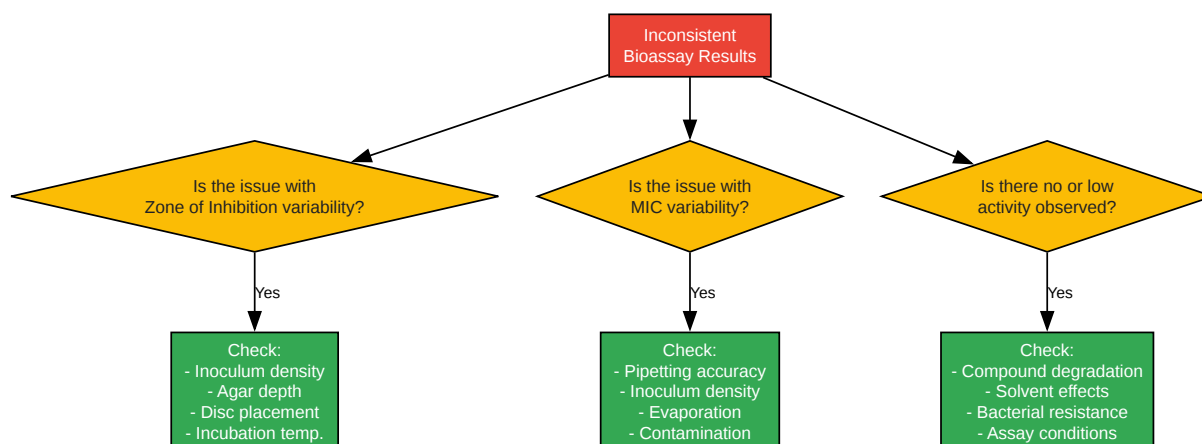 Inconsistent
Bioassay Results
Is the issue with
Zone of Inhibition variability?
Is the issue with
MIC variability?
Is there no or low
activity observed?
Yes
Yes
Yes
Check:
- Inoculum density
- Agar depth
- Disc placement
- Incubation temp.
Check:
- Pipetting accuracy
- Inoculum density
- Evaporation
- Contamination
Check:
- Compound degradation
- Solvent effects
- Bacterial resistance
- Assay conditions